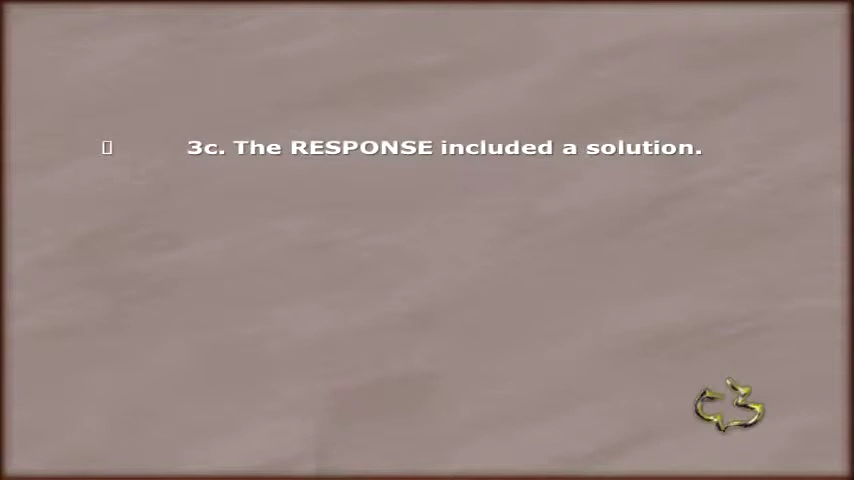 3c. The RESPONSE included a solution.